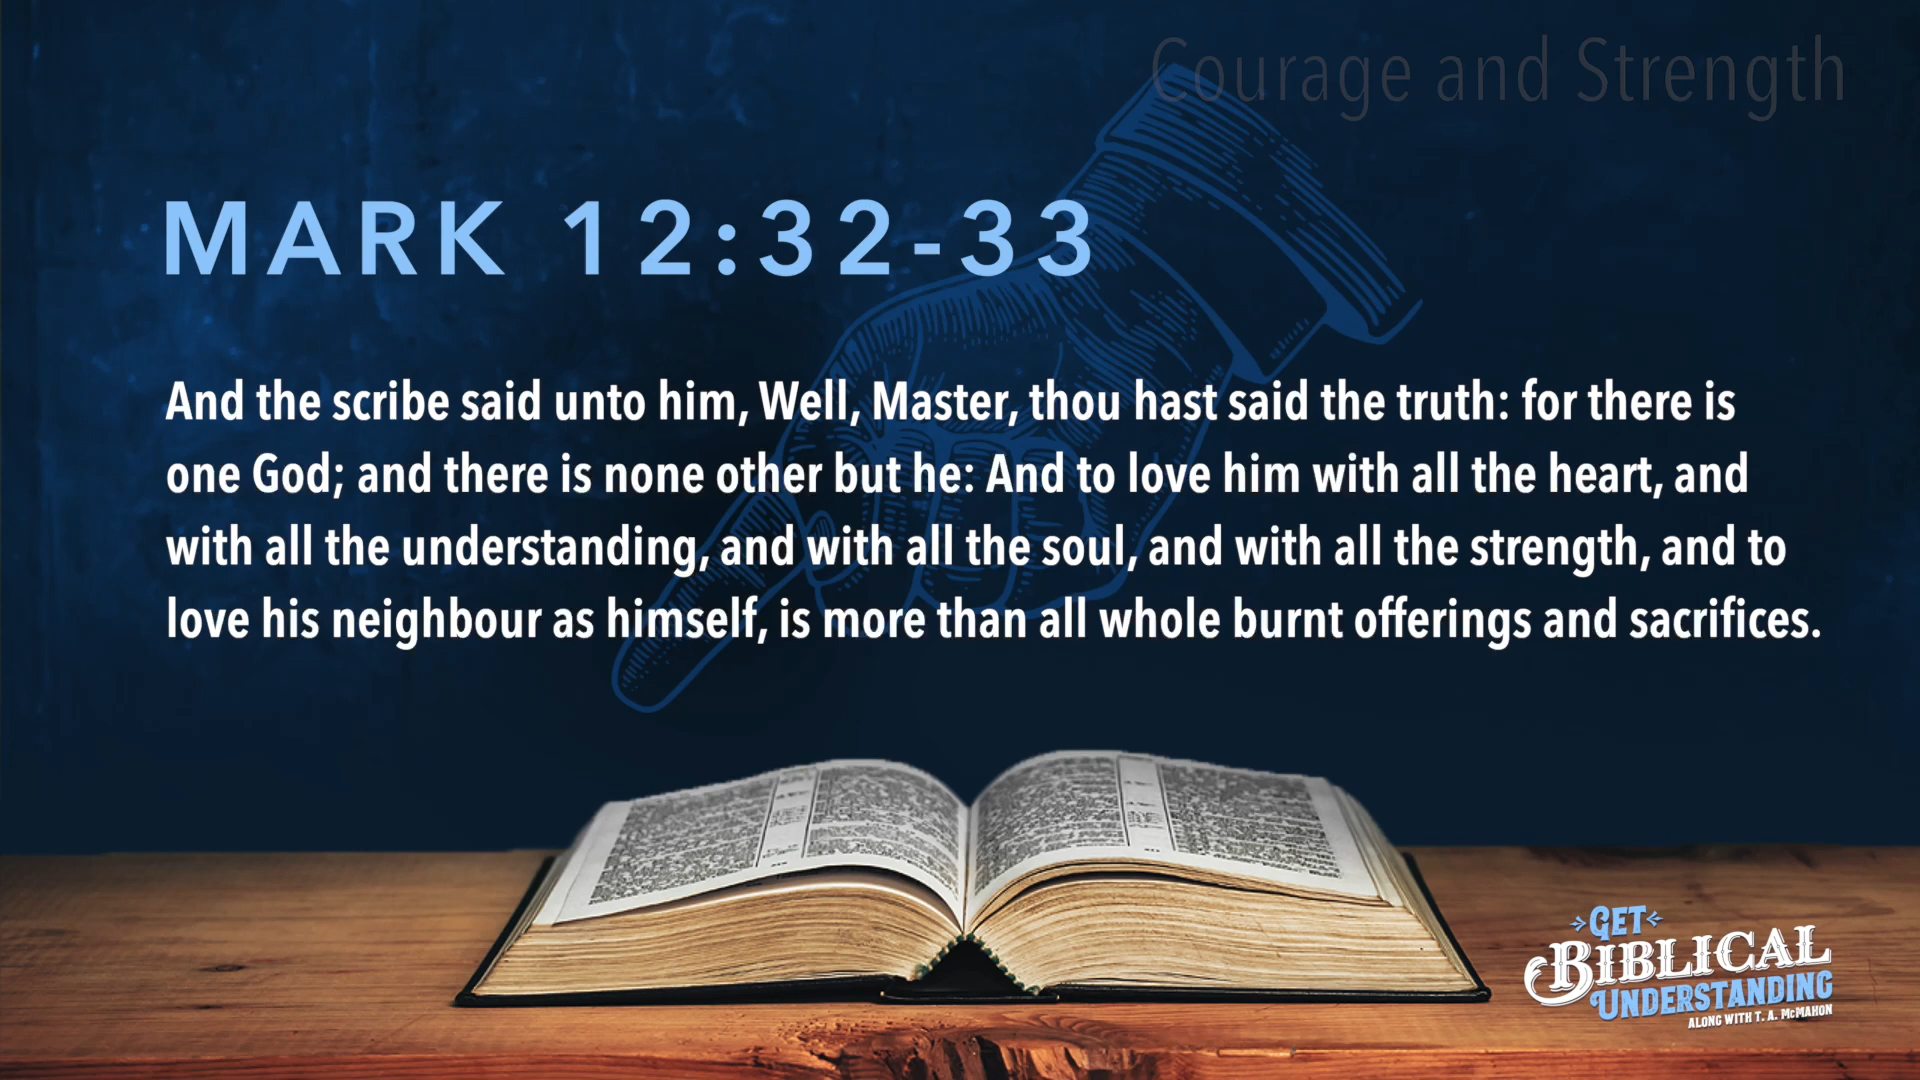 Courage and Strength
MARK 12:32-33
And the scribe said unto him, Well, Master, thou hast said the truth: for there is
one God; and there is none other but he: And to love him with all the heart, and
with all the understanding, and with all the soul, and with all the strength, and to
love his neighbour as himself, is more than all whole burnt offerings and sacrifices.
GET
BIBLICAL
UNDERSTANDING
ALONG WITH T. A. McMAHON